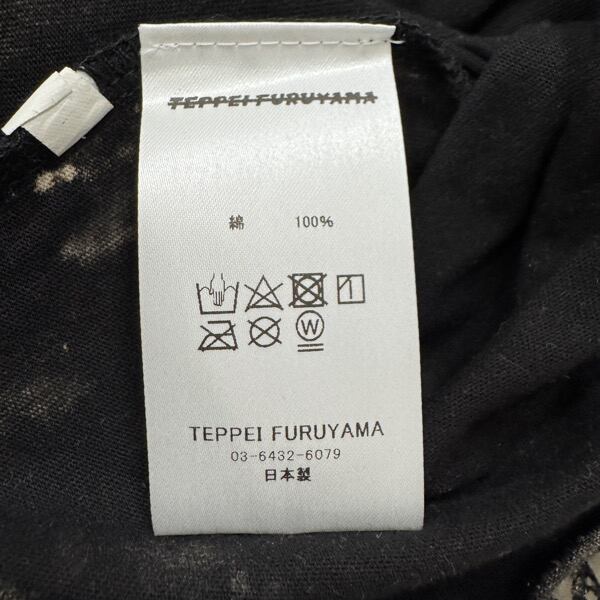 TEPPEI FURUYAMA
綿 100%
W
TEPPEI FURUYAMA
03-6432-6079
日本製